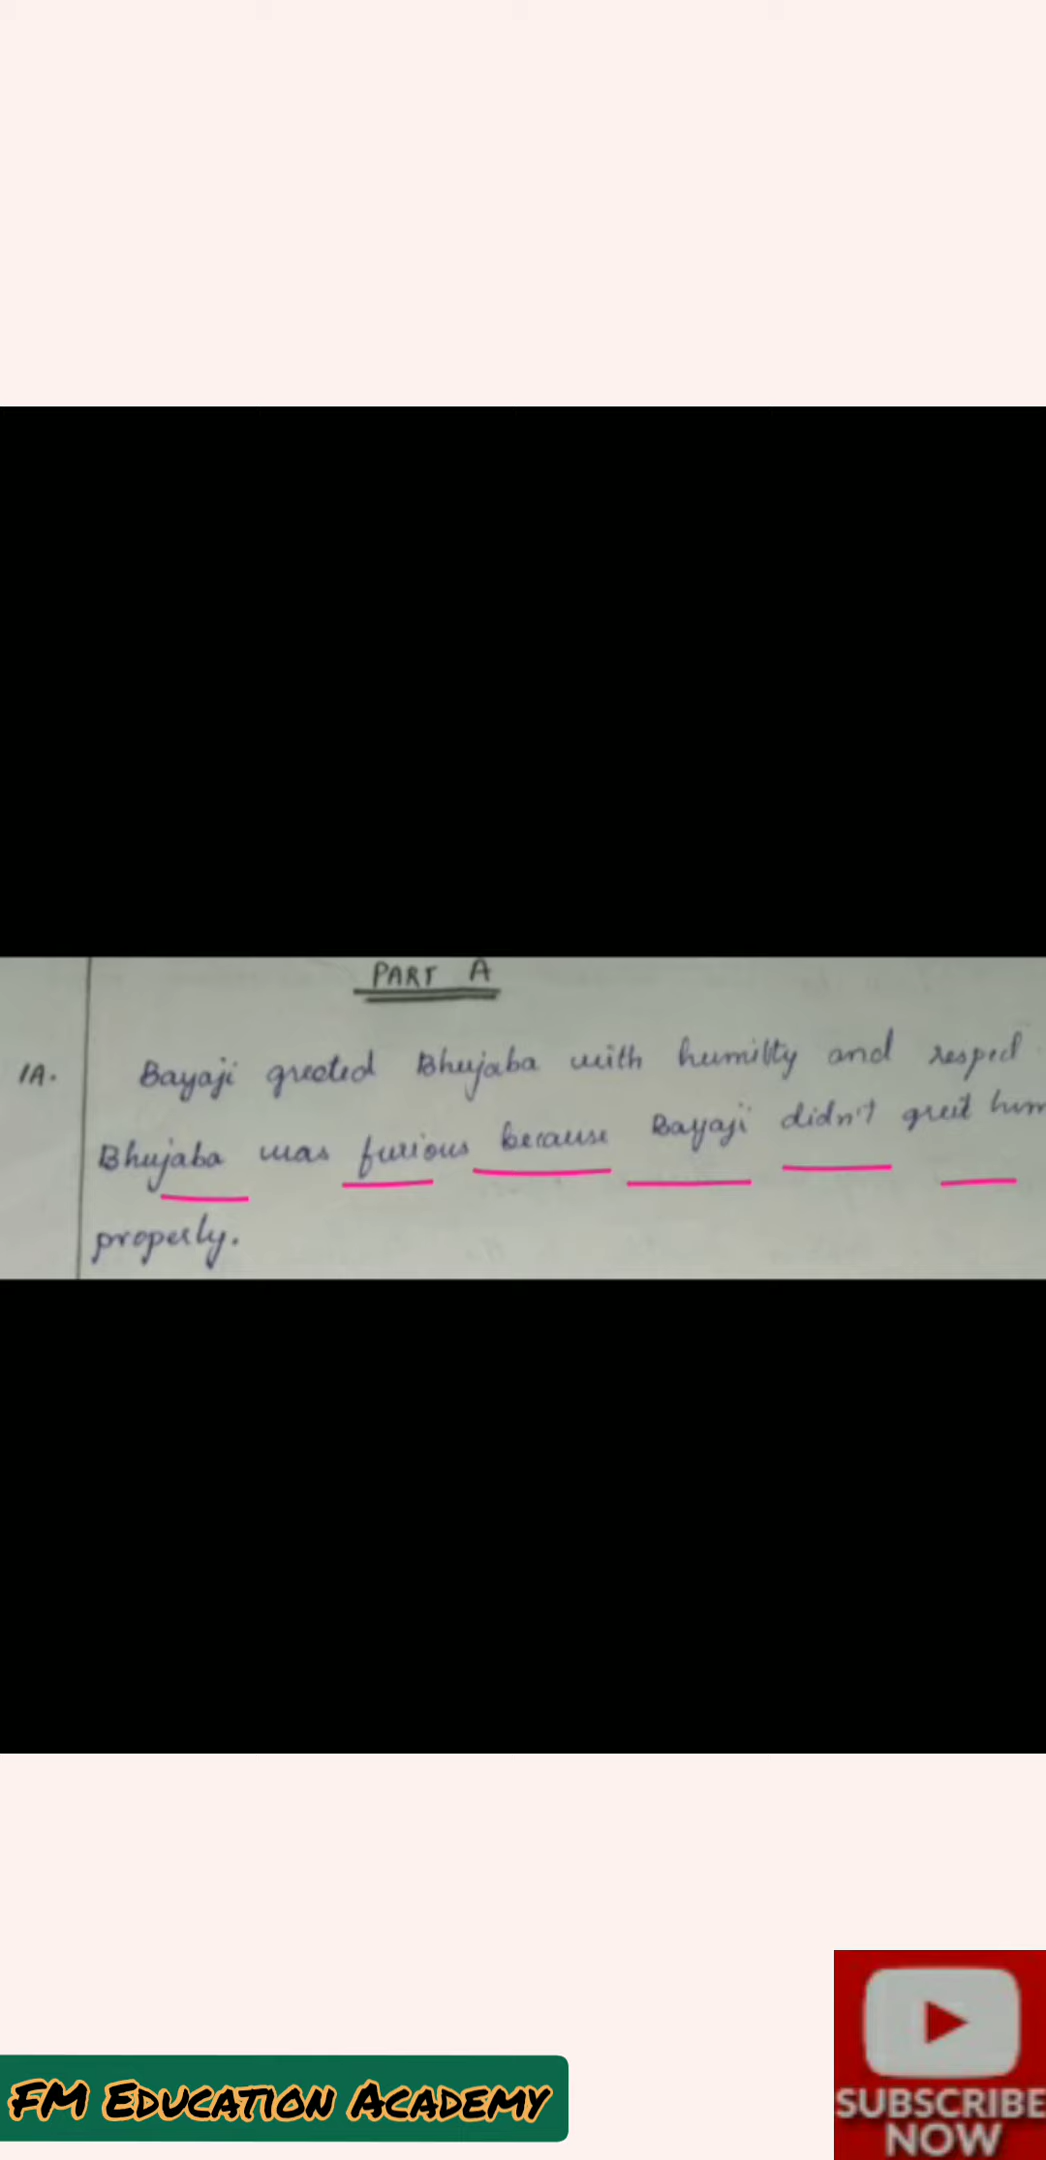 PART A
1A. Bayaji greeted Bhujaba with humility and respect.
Bhujaba was furious because Bayaji didn't greet him
properly.
FM EDUCATION ACADEMY
SUBSCRIBE
NOW